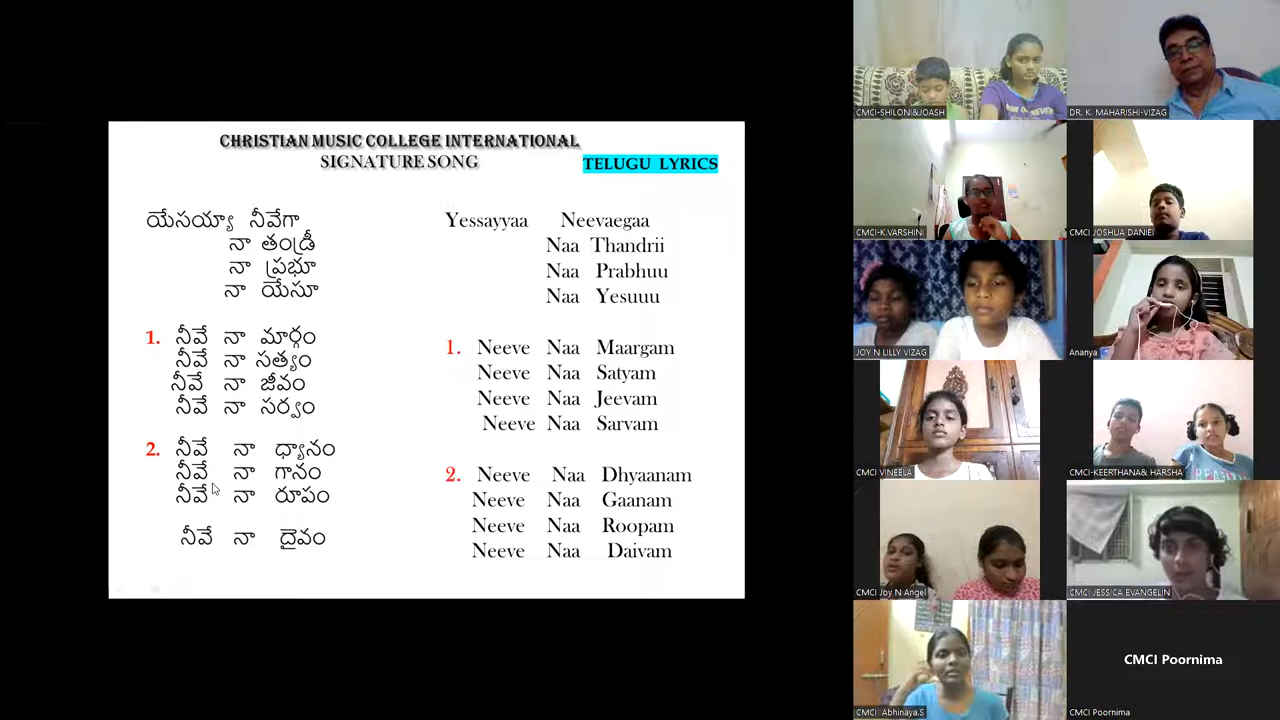 CHRISTIAN MUSIC COLLEGE INTERNATIONAL
SIGNATURE SONG
TELUGU LYRICS
యేసయ్యా నీవేగా
నా తండ్రీ
నా ప్రభూ
నా యేసూ
1. నీవే నా మార్గం
నీవే నా సత్యం
నీవే నా జీవం
నీవే నా సర్వం
2. నీవే నా ధ్యానం
నీవే నా గానం
నీవే నా రూపం
నీవే నా దైవం
Yessayyaa Neevaegaa
Naa Thandrii
Naa Prabhuu
Naa Yesuuu
1. Neeve Naa Maargam
Neeve Naa Satyam
Neeve Naa Jeevam
Neeve Naa Sarvam
2. Neeve Naa Dhyaanam
Neeve Naa Gaanam
Neeve Naa Roopam
Neeve Naa Daivam
CMCI-SHILONI&JOASH
DR. K. MAHARISHI-VIZAG
CMCI-K.VARSHINI
CMCI JOSHUA DANIEL
JOY N LILLY VIZAG
Ananya
CMCI VINEELA
CMCI-KEERTHANA& HARSHA
CMCI Joy N Angel
CMCI JESSICA EVANGELIN
CMCI Abhinaya.S
CMCI Poornima
CMCI Poornima